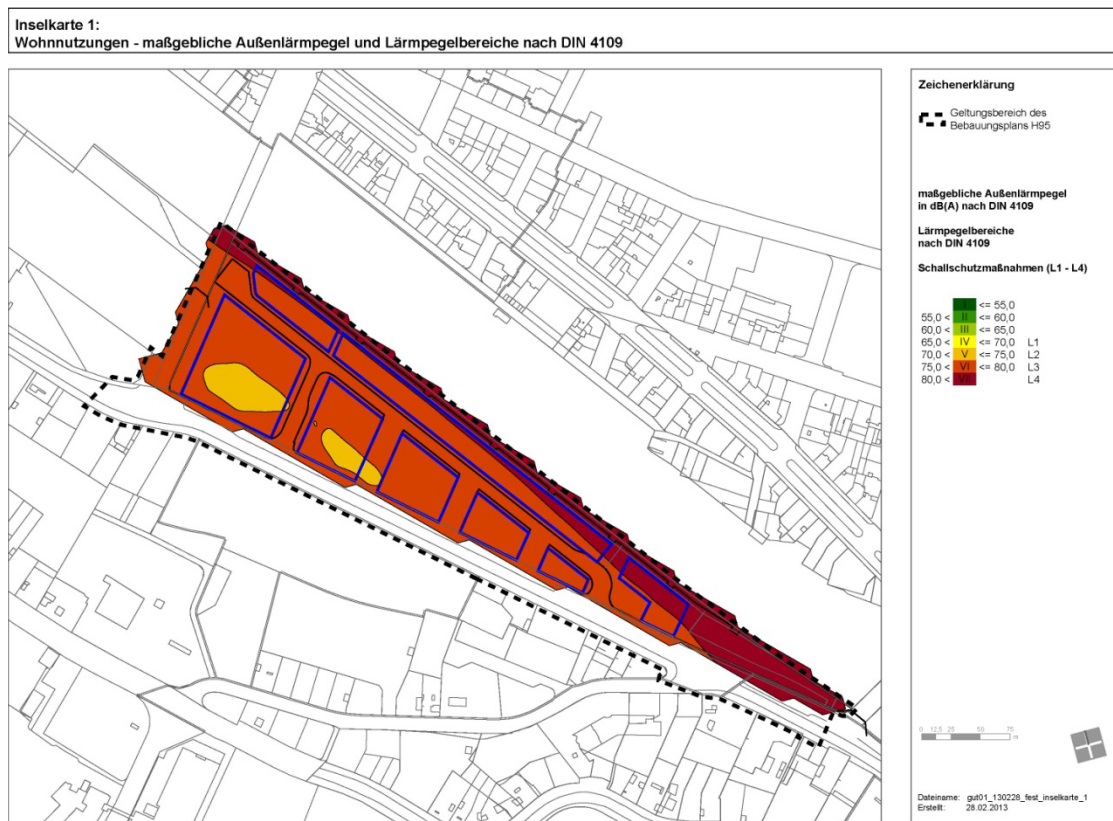 Inselkarte 1:
Wohnnutzungen - maßgebliche Außenlärmpegel und Lärmpegelbereiche nach DIN 4109
Zeichenerklärung
Geltungsbereich des
Bebauungsplans H95
maßgebliche Außenlärmpegel
in dB(A) nach DIN 4109
Lärmpegelbereiche
nach DIN 4109
Schallschutzmaßnahmen (L1 - L4)
I <= 55,0
55,0 < II <= 60,0
60,0 < III <= 65,0
65,0 < IV <= 70,0 L1
70,0 < V <= 75,0 L2
75,0 < VI <= 80,0 L3
80,0 < VII L4
0 12,5 25 50 75
m
Dateiname: gut01_130228_fest_inselkarte_1
Erstellt: 28.02.2013